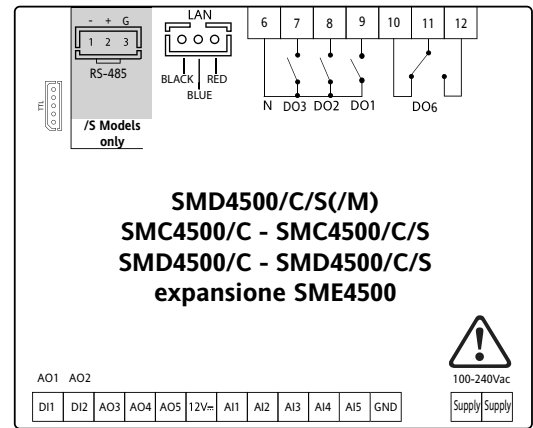 - + G
1 2 3
RS-485
/S Models
only
TTL
LAN
BLACK RED
BLUE
6 7 8 9 10 11 12
N DO3 DO2 DO1 DO6
SMD4500/C/S(/M)
SMC4500/C - SMC4500/C/S
SMD4500/C - SMD4500/C/S
espansione SME4500
100-240Vac
AO1 AO2
DI1 DI2 AO3 AO4 AO5 12V⎓ AI1 AI2 AI3 AI4 AI5 GND Supply Supply